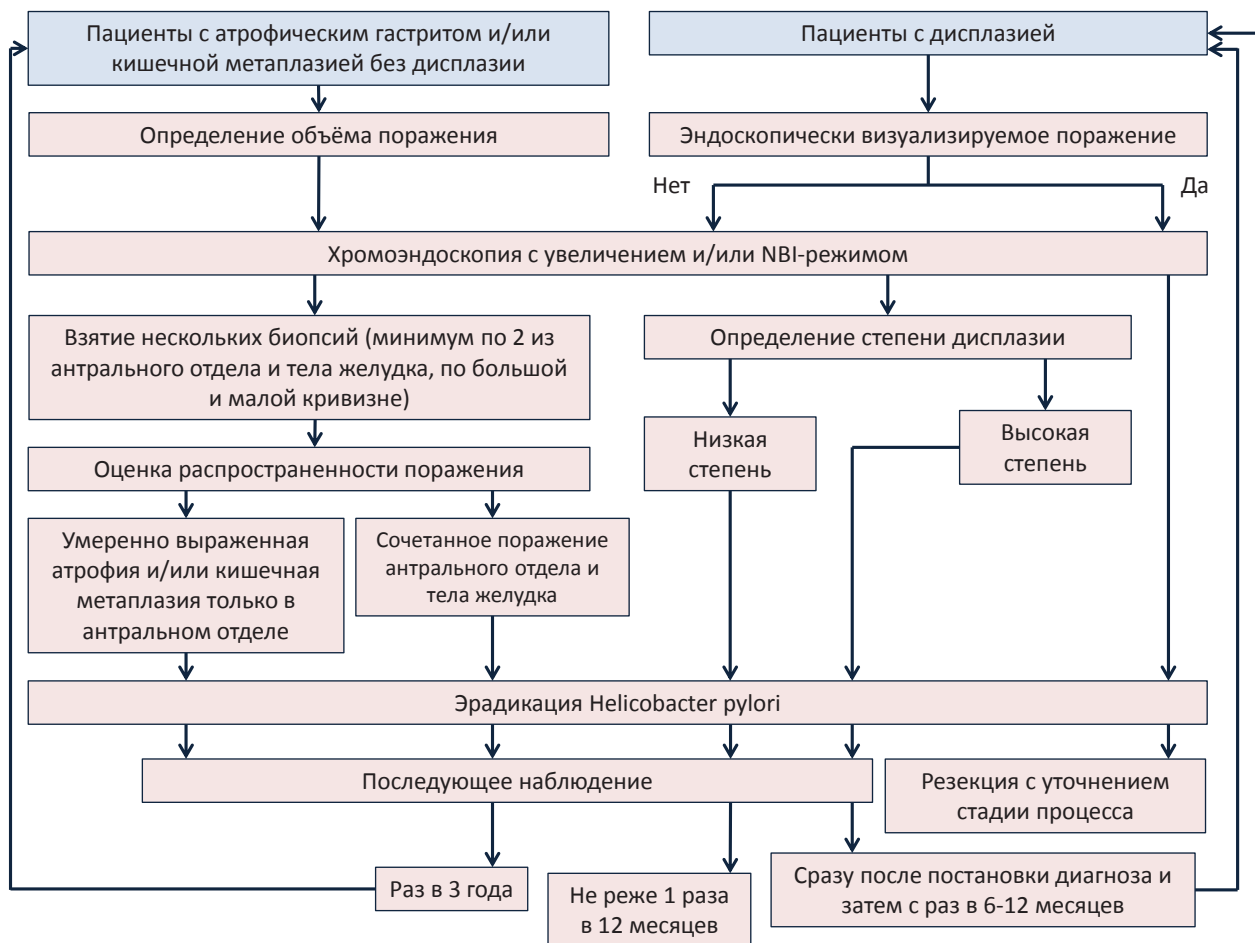 Пациенты с атрофическим гастритом и/или
кишечной метаплазией без дисплазии
Пациенты с дисплазией
Определение объёма поражения
Эндоскопически визуализируемое поражение
Нет
Да
Хромоэндоскопия с увеличением и/или NBI-режимом
Взятие нескольких биопсий (минимум по 2 из
антрального отдела и тела желудка, по большой
и малой кривизне)
Определение степени дисплазии
Низкая
степень
Высокая
степень
Оценка распространенности поражения
Умеренно выраженная
атрофия и/или кишечная
метаплазия только в
антральном отделе
Сочетанное поражение
антрального отдела и
тела желудка
Эрадикация Helicobacter pylori
Последующее наблюдение
Резекция с уточнением
стадии процесса
Раз в 3 года
Не реже 1 раза
в 12 месяцев
Сразу после постановки диагноза и
затем с раз в 6-12 месяцев